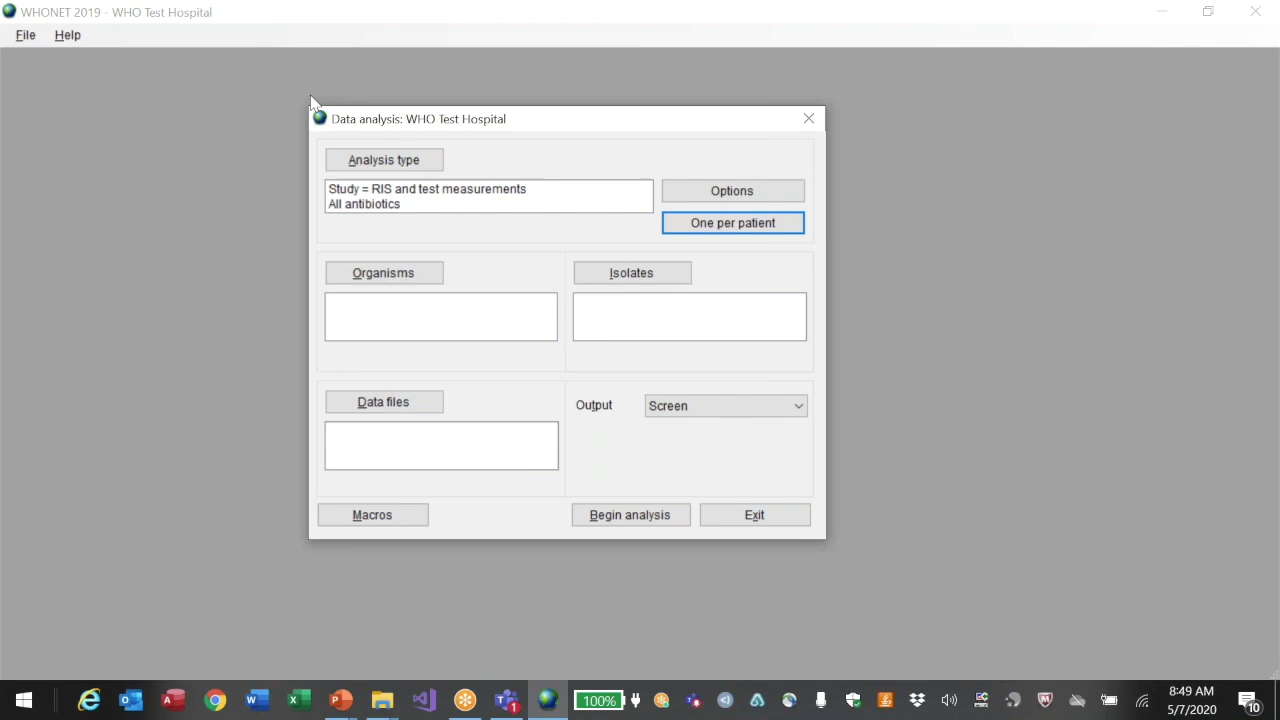 WHONET 2019 - WHO Test Hospital
File Help
Data analysis: WHO Test Hospital
Analysis type
Study = RIS and test measurements
All antibiotics
Options
One per patient
Organisms
Isolates
Data files
Output
Screen
Macros
Begin analysis
Exit
100%
1
8:49 AM
5/7/2020
10